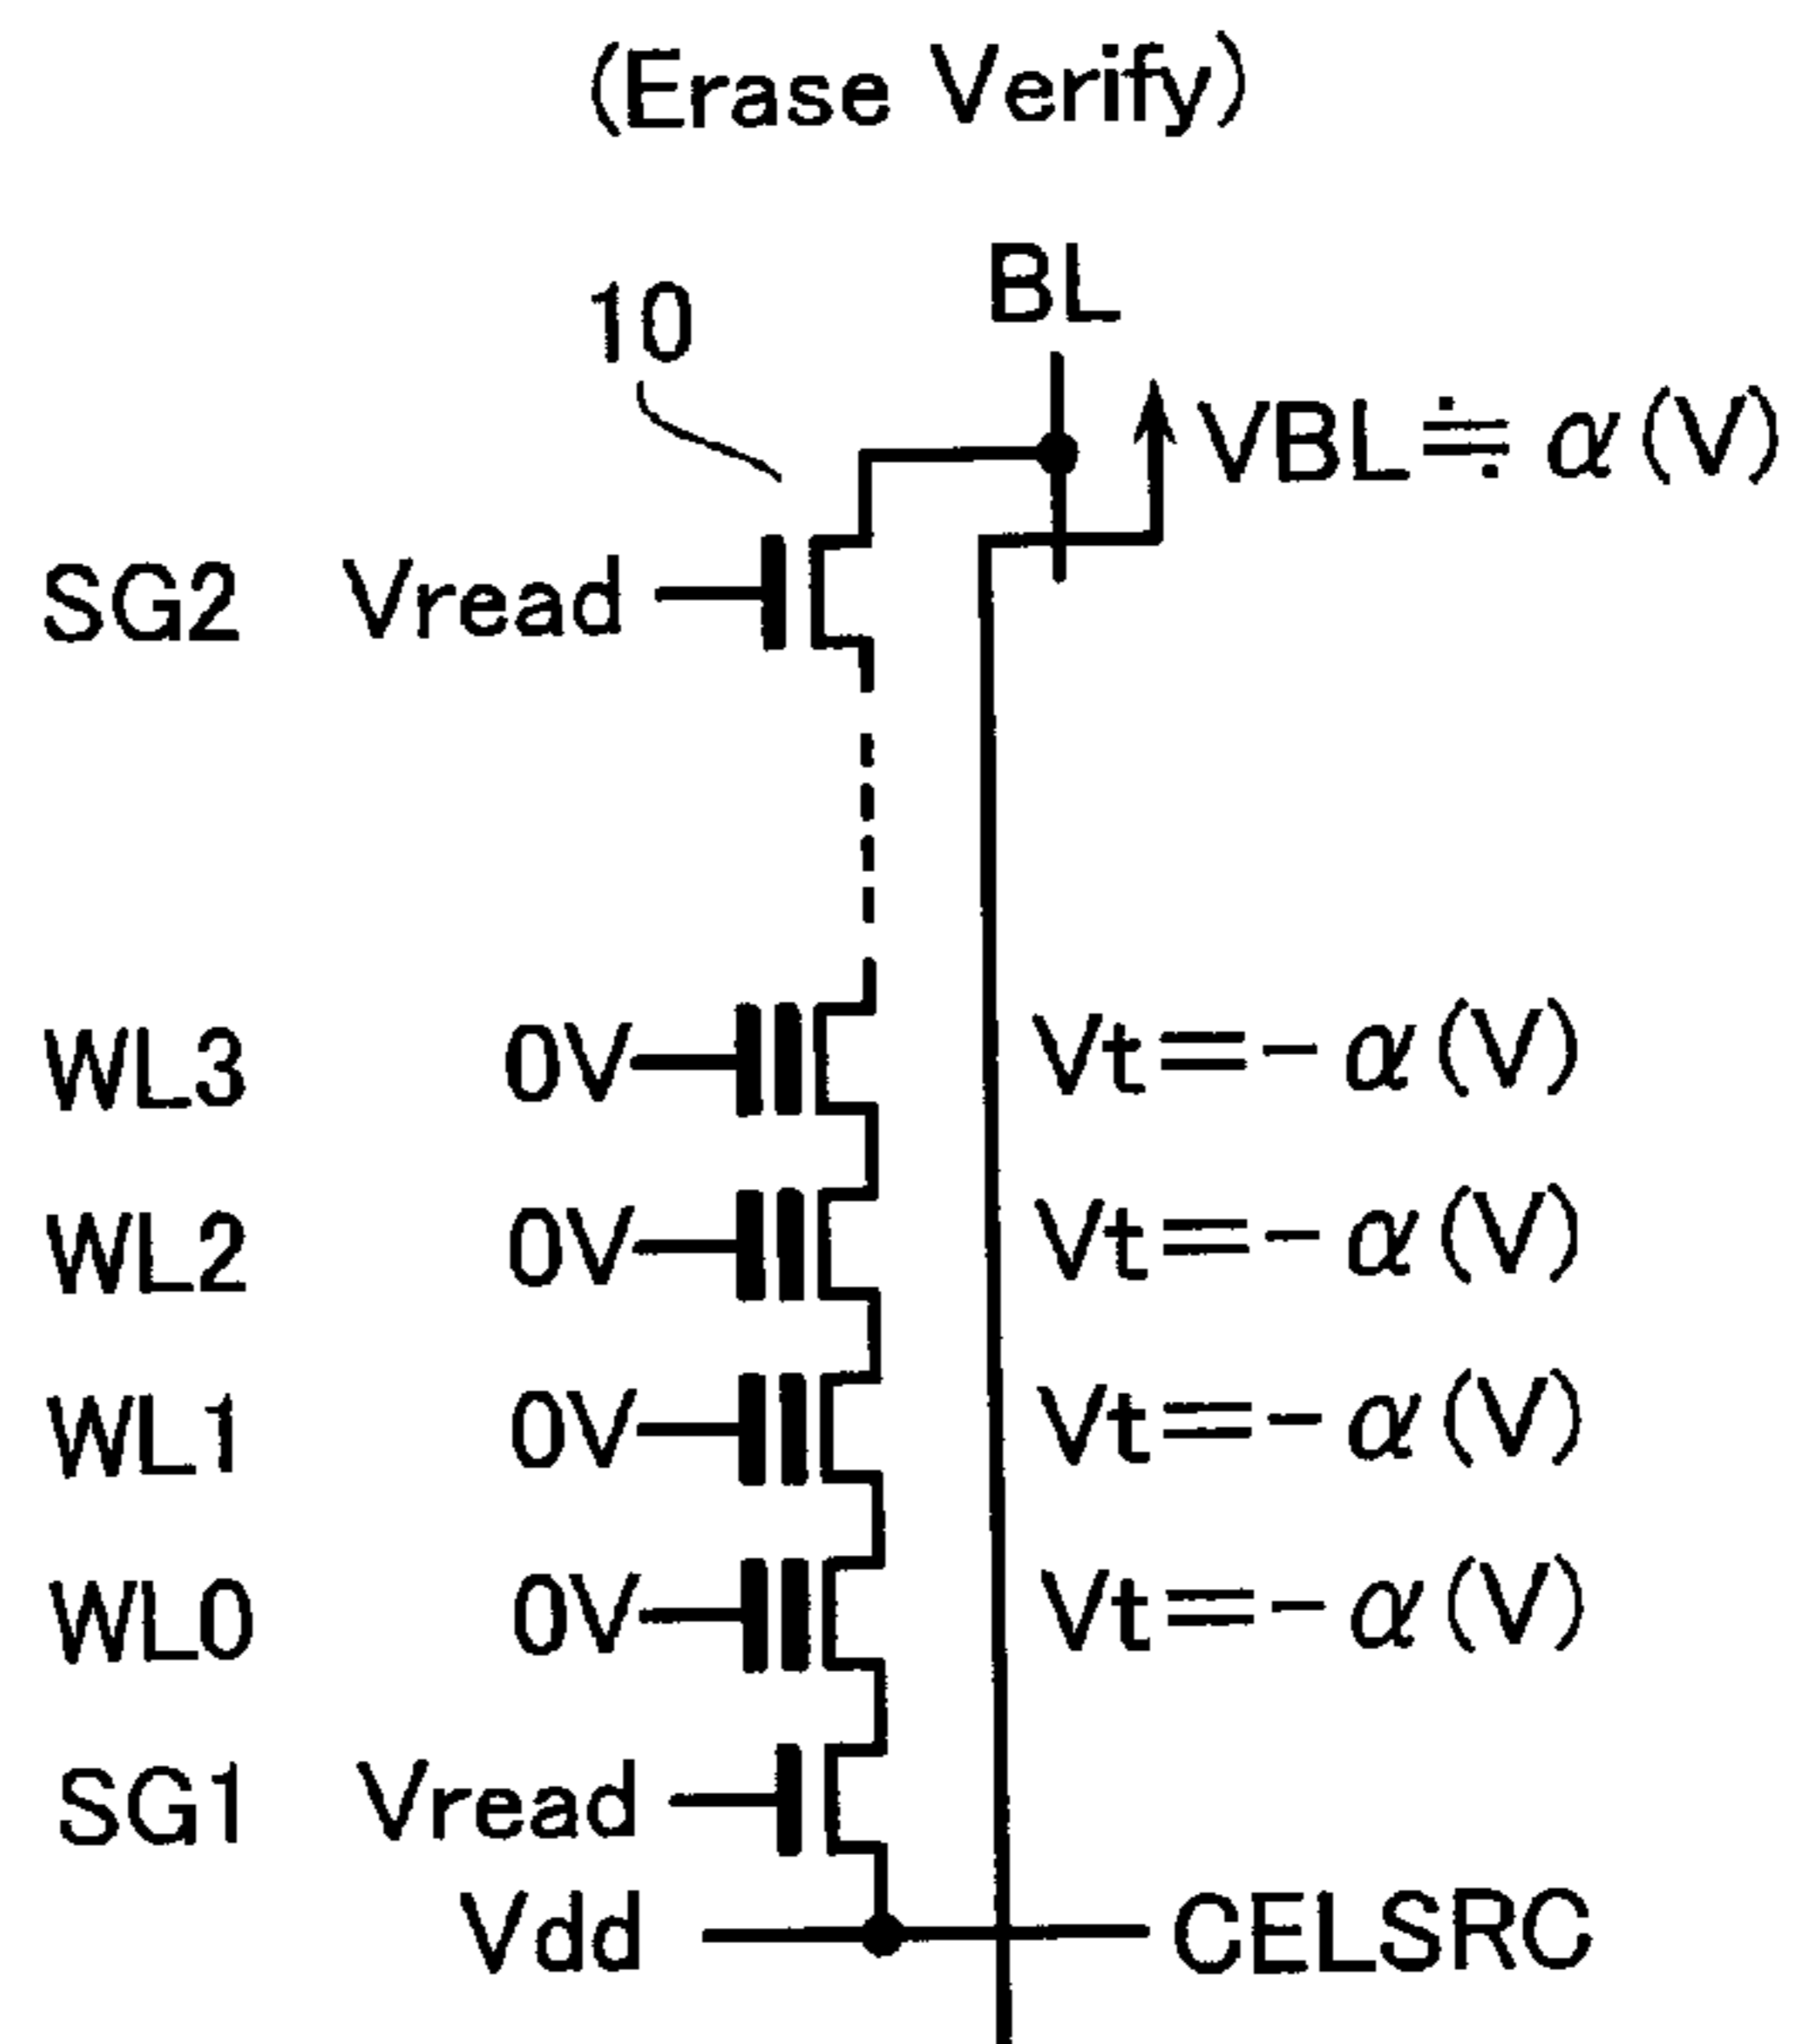 (Erase Verify)
BL
10
VBL≒α(V)
SG2 Vread
WL3 0V Vt=-α(V)
WL2 0V Vt=-α(V)
WL1 0V Vt=-α(V)
WL0 0V Vt=-α(V)
SG1 Vread
Vdd CELSRC